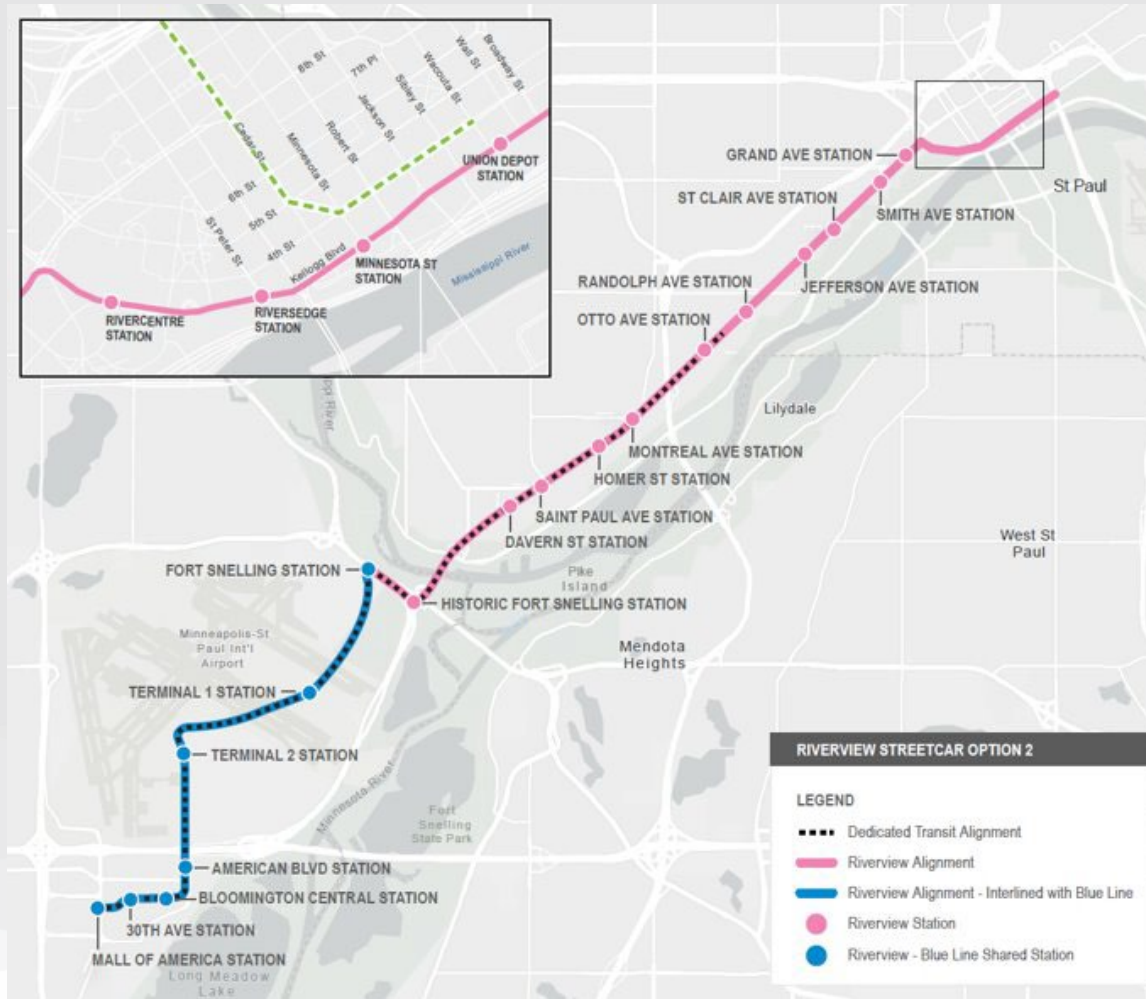 8th St
7th Pl
Wall St
Broadway St
Wacouta St
Sibley St
Jackson St
Robert St
Minnesota St
Cedar St
6th St
5th St
4th St
St Peter St
Kellogg Blvd
UNION DEPOT
STATION
MINNESOTA ST
STATION
Mississippi River
RIVERSEDGE
STATION
RIVERCENTRE
STATION
GRAND AVE STATION
St Paul
ST CLAIR AVE STATION
SMITH AVE STATION
RANDOLPH AVE STATION
JEFFERSON AVE STATION
OTTO AVE STATION
ppi River
Lilydale
MONTREAL AVE STATION
HOMER ST STATION
SAINT PAUL AVE STATION
DAVERN ST STATION
West St
Paul
FORT SNELLING STATION
Pike
Island
HISTORIC FORT SNELLING STATION
Minneapolis-St
Paul Int'l
Airport
Mendota
Heights
TERMINAL 1 STATION
TERMINAL 2 STATION
Minnesota River
Fort
Snelling
State Park
AMERICAN BLVD STATION
BLOOMINGTON CENTRAL STATION
30TH AVE STATION
MALL OF AMERICA STATION
Long Meadow
Lake
RIVERVIEW STREETCAR OPTION 2
LEGEND
Dedicated Transit Alignment
Riverview Alignment
Riverview Alignment - Interlined with Blue Line
Riverview Station
Riverview - Blue Line Shared Station